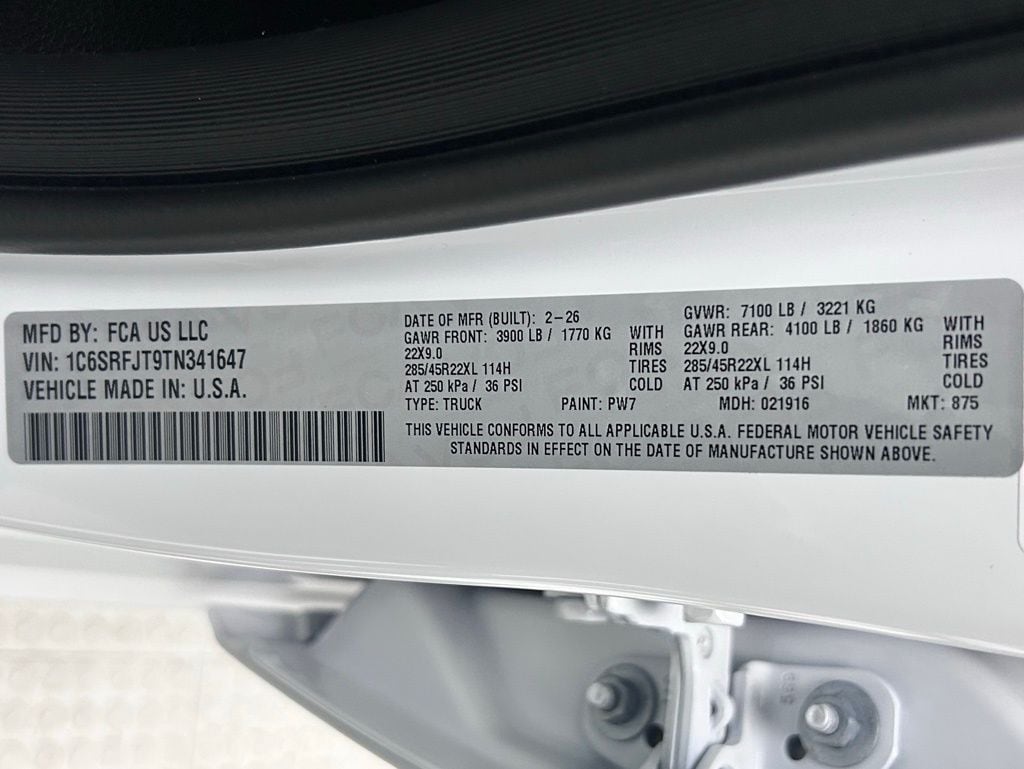 MFD BY: FCA US LLC
VIN: 1C6SRFJT9TN341647
VEHICLE MADE IN: U.S.A.
DATE OF MFR (BUILT): 2-26
GAWR FRONT: 3900 LB / 1770 KG WITH
22X9.0 RIMS
285/45R22XL 114H TIRES
AT 250 kPa / 36 PSI COLD
GVWR: 7100 LB / 3221 KG
GAWR REAR: 4100 LB / 1860 KG WITH
22X9.0 RIMS
285/45R22XL 114H TIRES
AT 250 kPa / 36 PSI COLD
TYPE: TRUCK PAINT: PW7 MDH: 021916 MKT: 875
THIS VEHICLE CONFORMS TO ALL APPLICABLE U.S.A. FEDERAL MOTOR VEHICLE SAFETY
STANDARDS IN EFFECT ON THE DATE OF MANUFACTURE SHOWN ABOVE.